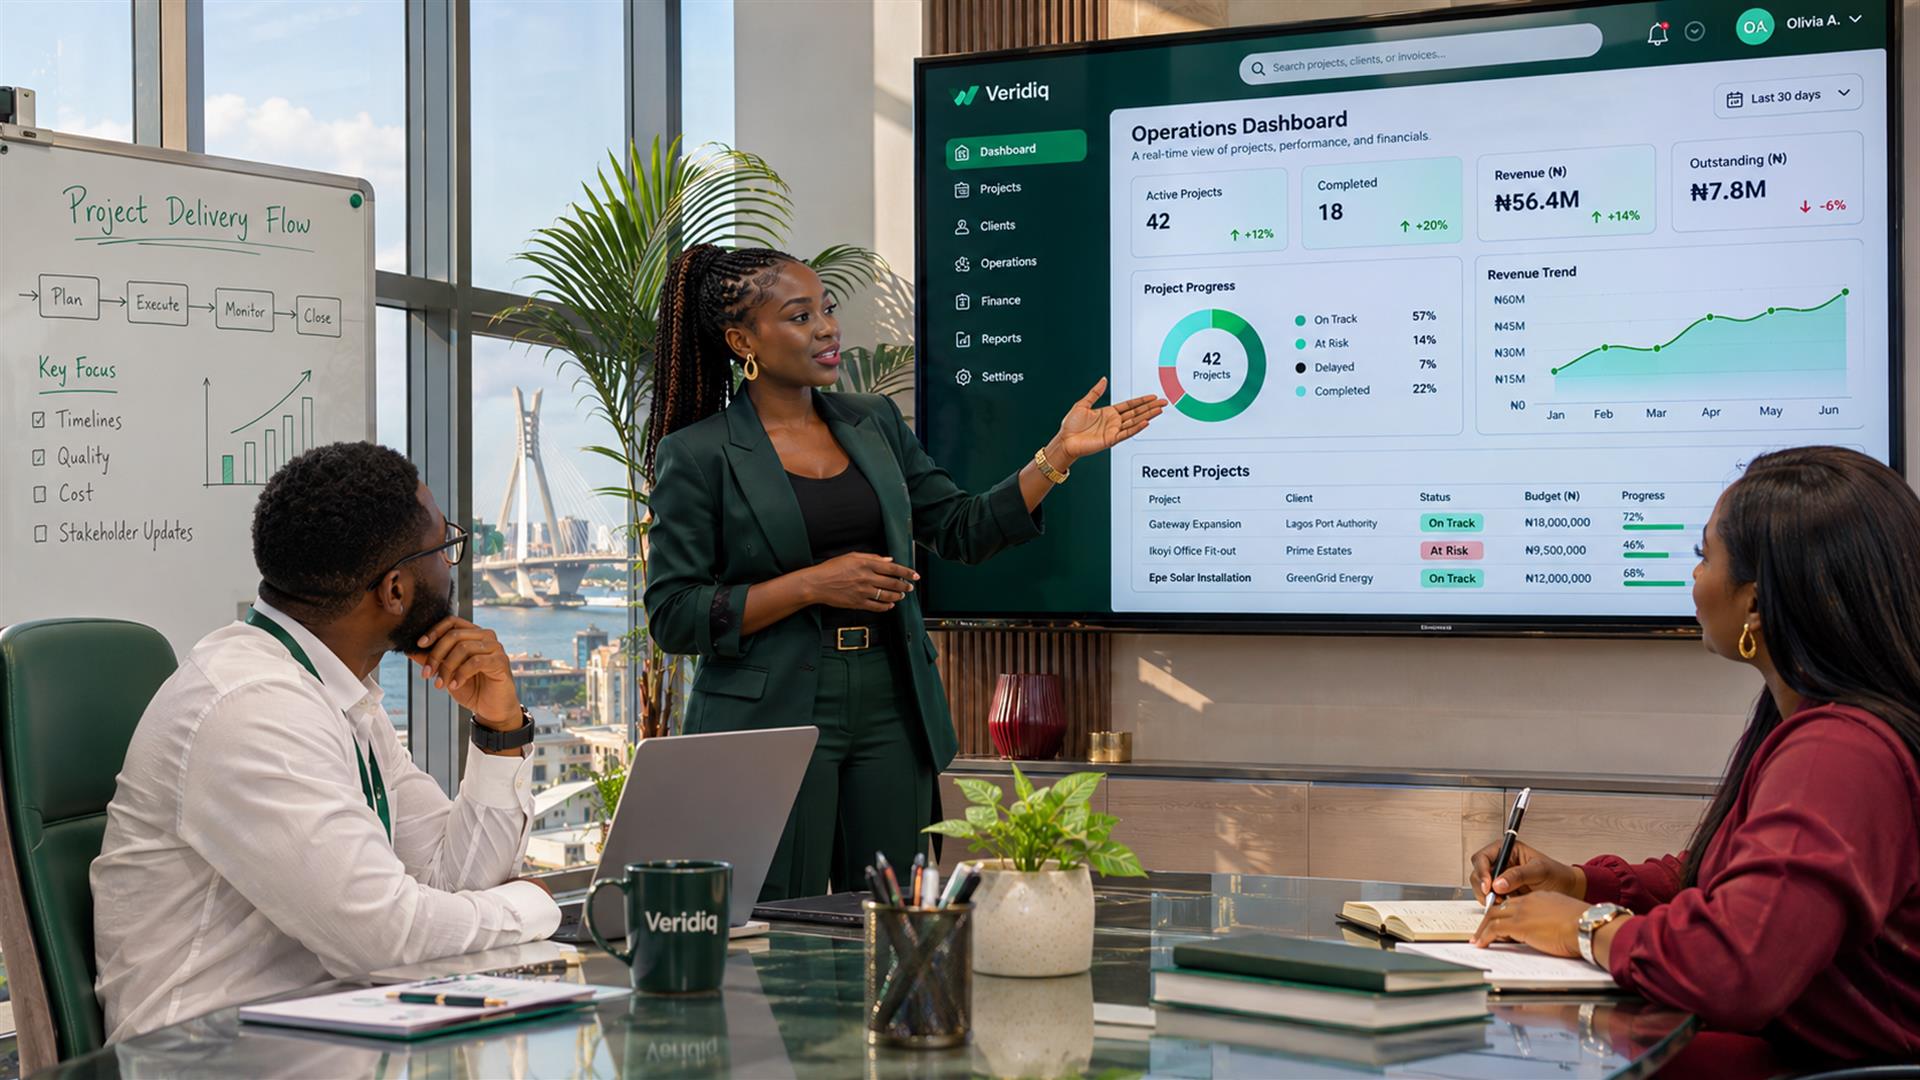 Project Delivery Flow
Plan
Execute
Monitor
Close
Key Focus
Timelines
Quality
Cost
Stakeholder Updates
Veridiq
Search projects, clients, or invoices...
OA
Olivia A.
Dashboard
Projects
Clients
Operations
Finance
Reports
Settings
Operations Dashboard
A real-time view of projects, performance, and financials.
Last 30 days
Active Projects
42
+12%
Completed
18
+20%
Revenue (₦)
₦56.4M
+14%
Outstanding (₦)
₦7.8M
-6%
Project Progress
42
Projects
On Track 57%
At Risk 14%
Delayed 7%
Completed 22%
Revenue Trend
₦60M
₦45M
₦30M
₦15M
₦0
Jan Feb Mar Apr May Jun
Recent Projects
Project Client Status Budget (₦) Progress
Gateway Expansion Lagos Port Authority On Track ₦18,000,000 72%
Ikoyi Office Fit-out Prime Estates At Risk ₦9,500,000 46%
Epe Solar Installation GreenGrid Energy On Track ₦12,000,000 68%
Veridiq